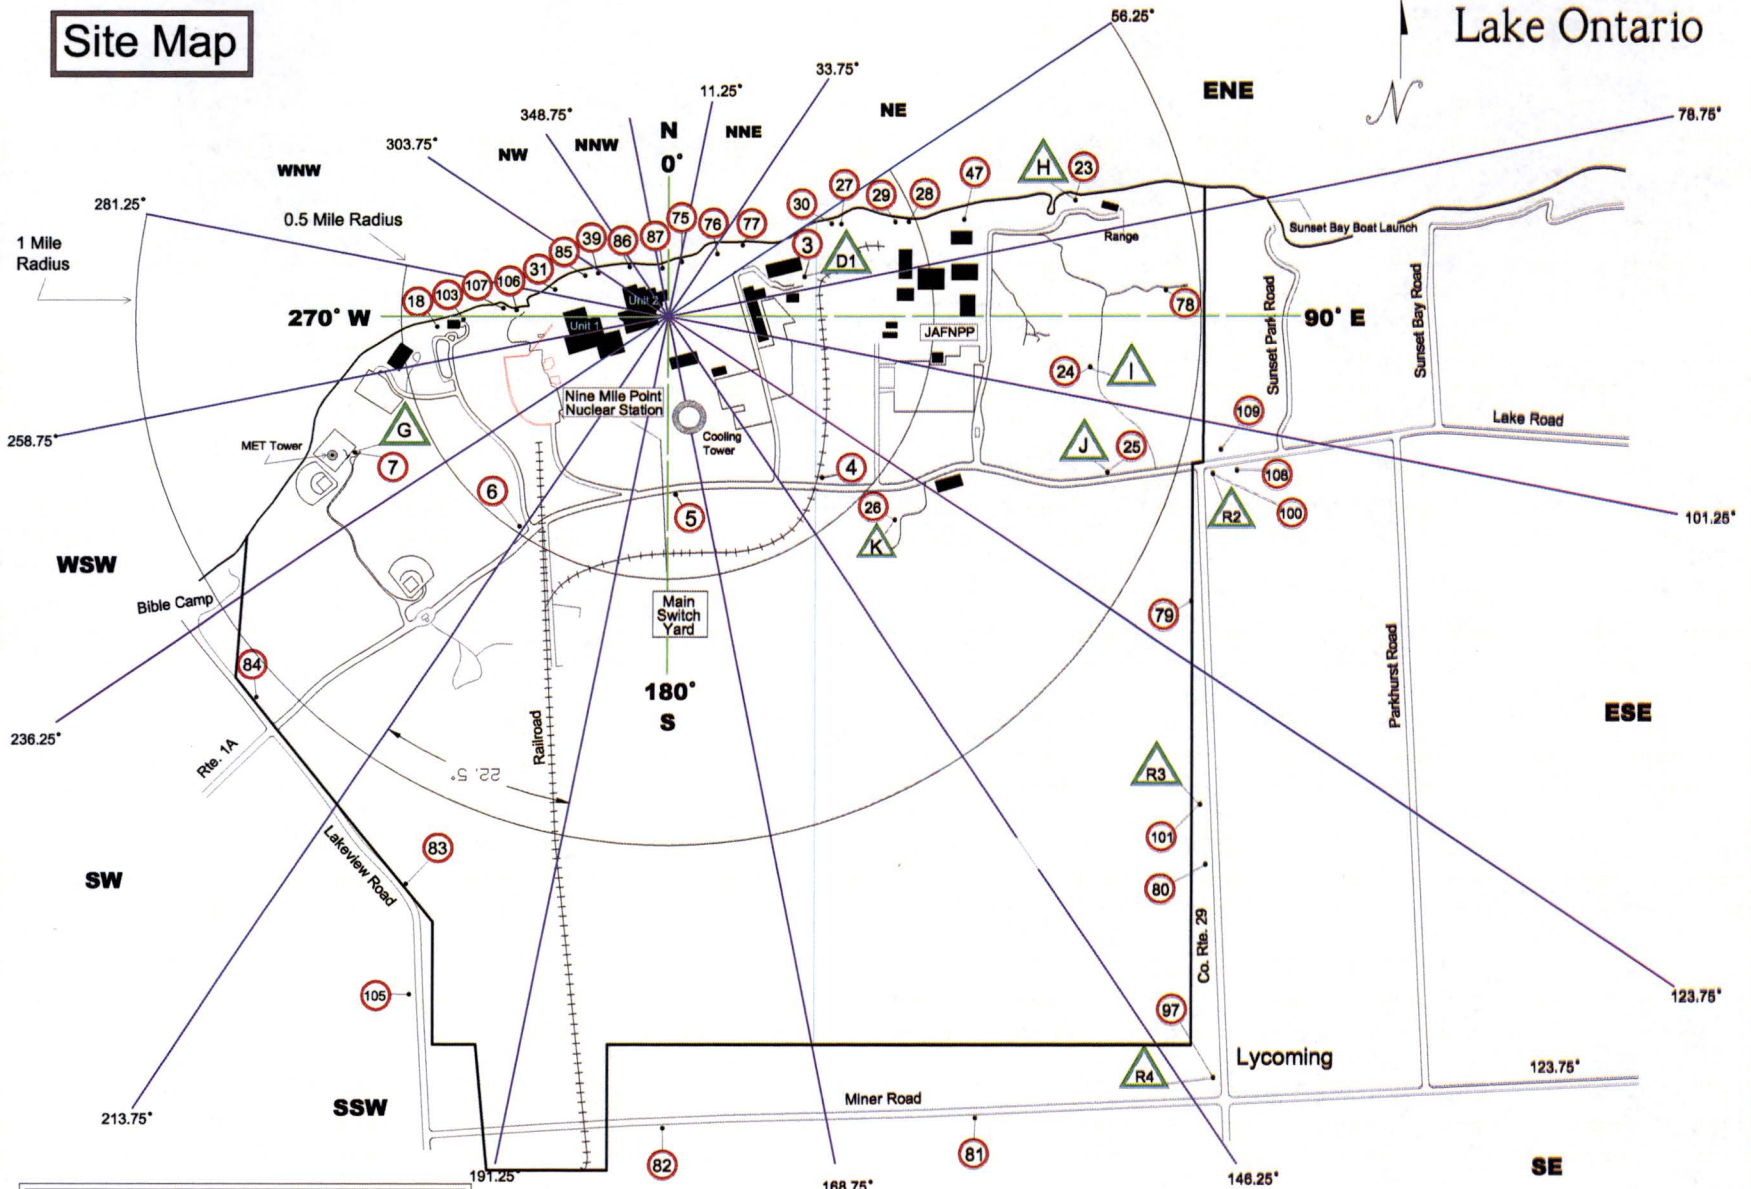 Site Map
Lake Ontario
N
56.25°
33.75°
11.25°
348.75°
303.75°
281.25°
78.75°
ENE
NE
NNE
N
0°
NNW
NW
WNW
0.5 Mile Radius
1 Mile
Radius
H
23
47
28
29
27
30
77
76
75
87
86
39
85
31
106
107
103
18
3
D1
Range
Sunset Bay Boat Launch
Sunset Park Road
Sunset Bay Road
78
270° W
90° E
Unit 2
Unit 1
JAFNPP
24
I
Nine Mile Point
Nuclear Station
Cooling
Tower
G
MET Tower
7
6
5
4
26
K
J
25
109
108
100
R2
Lake Road
258.75°
101.25°
WSW
Bible Camp
Main
Switch
Yard
79
84
180°
S
Parkhurst Road
ESE
236.25°
Rte. 1A
Railroad
22.5°
R3
101
80
Lakeview Road
83
SW
Co. Rte. 29
105
97
123.75°
R4
Lycoming
123.75°
Miner Road
213.75°
SSW
82
81
191.25°
168.75°
146.25°
SE